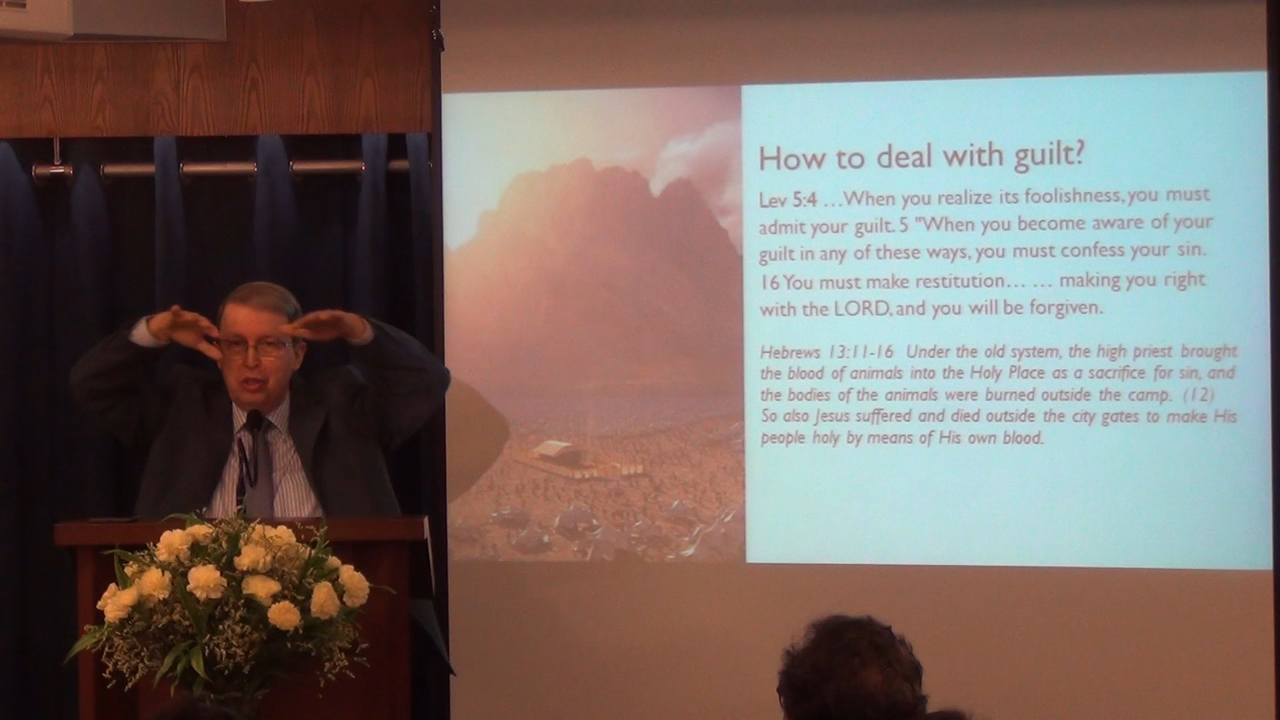 How to deal with guilt?
Lev 5:4 ...When you realize its foolishness, you must
admit your guilt. 5 "When you become aware of your
guilt in any of these ways, you must confess your sin.
16 You must make restitution... ... making you right
with the LORD, and you will be forgiven.
Hebrews 13:11-16 Under the old system, the high priest brought
the blood of animals into the Holy Place as a sacrifice for sin, and
the bodies of the animals were burned outside the camp. (12)
So also Jesus suffered and died outside the city gates to make His
people holy by means of His own blood.